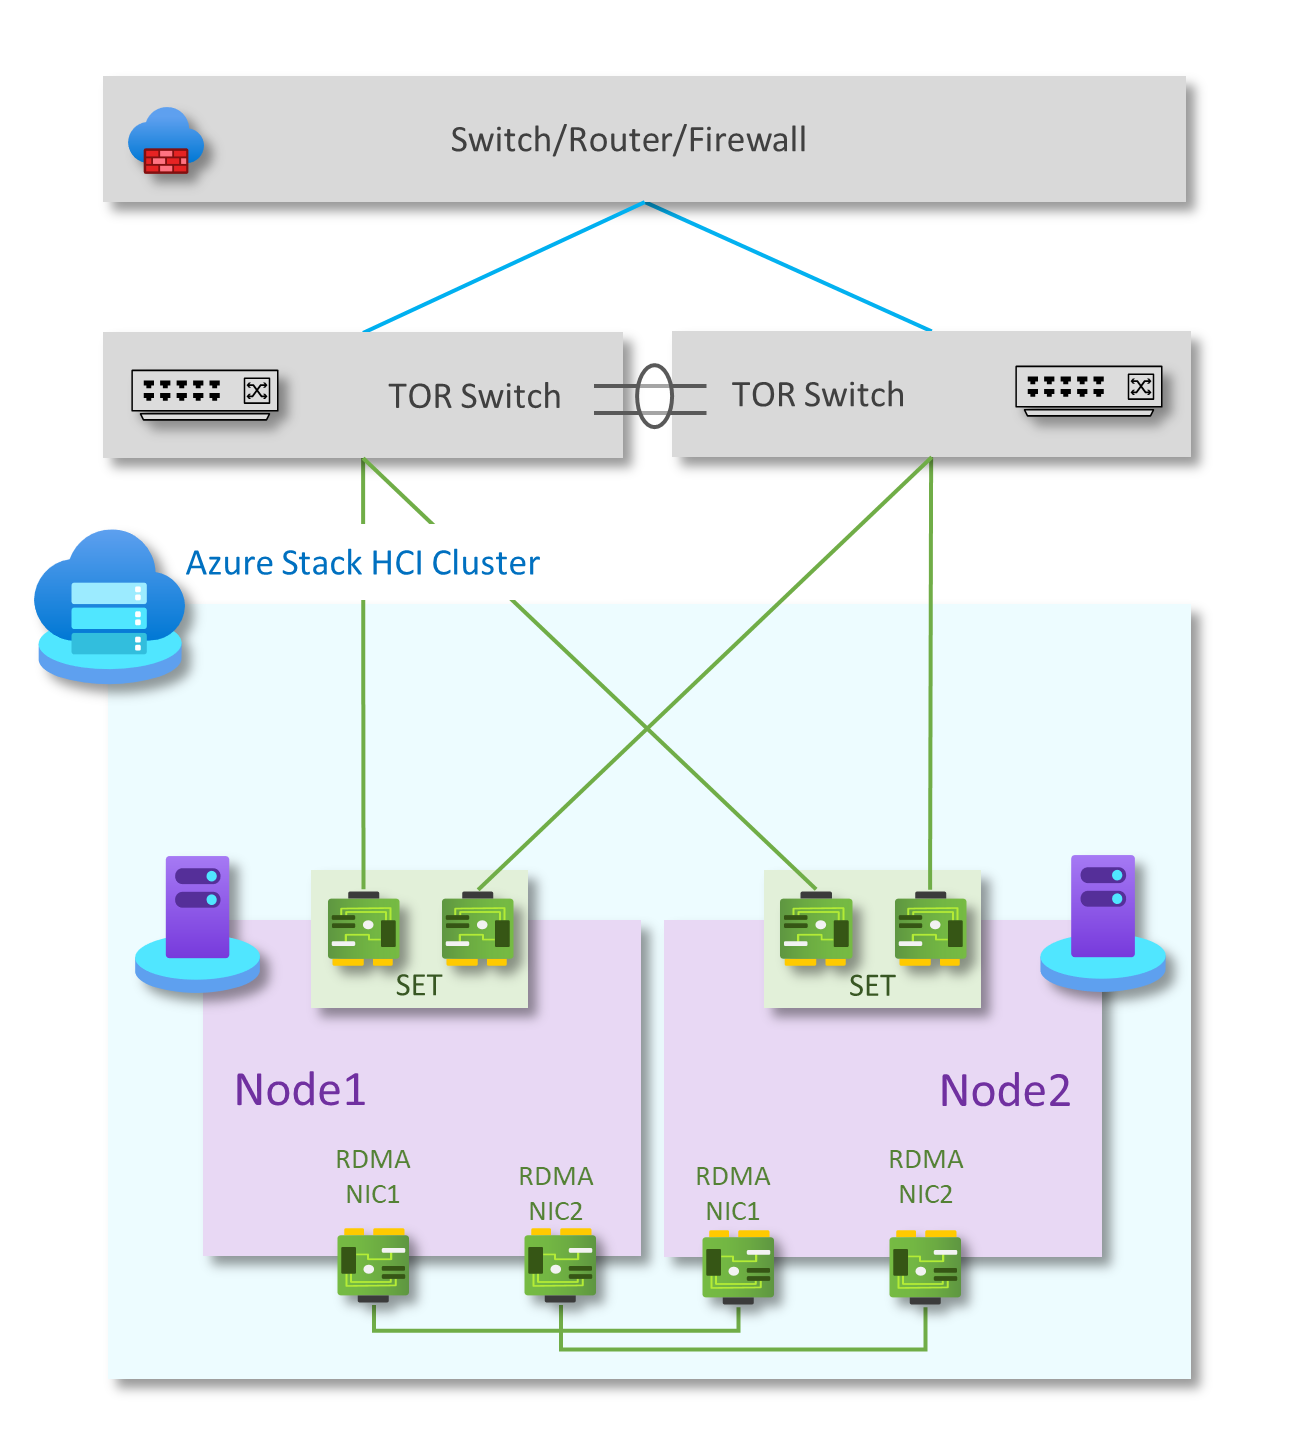 Switch/Router/Firewall
TOR Switch
TOR Switch
Azure Stack HCI Cluster
SET
SET
Node1
Node2
RDMA
NIC1
RDMA
NIC2
RDMA
NIC1
RDMA
NIC2